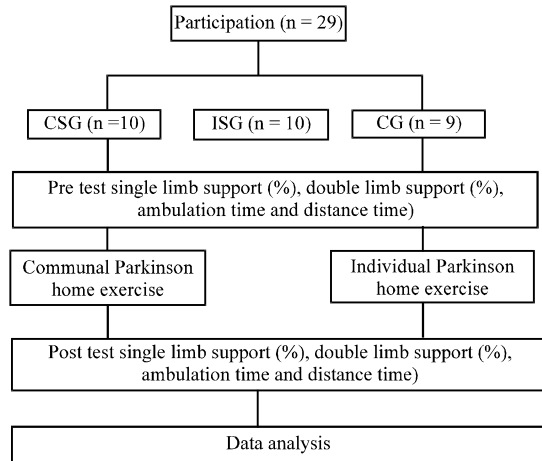 Participation (n = 29)
CSG (n =10)
ISG (n = 10)
CG (n = 9)
Pre test single limb support (%), double limb support (%),
ambulation time and distance time)
Communal Parkinson
home exercise
Individual Parkinson
home exercise
Post test single limb support (%), double limb support (%),
ambulation time and distance time)
Data analysis